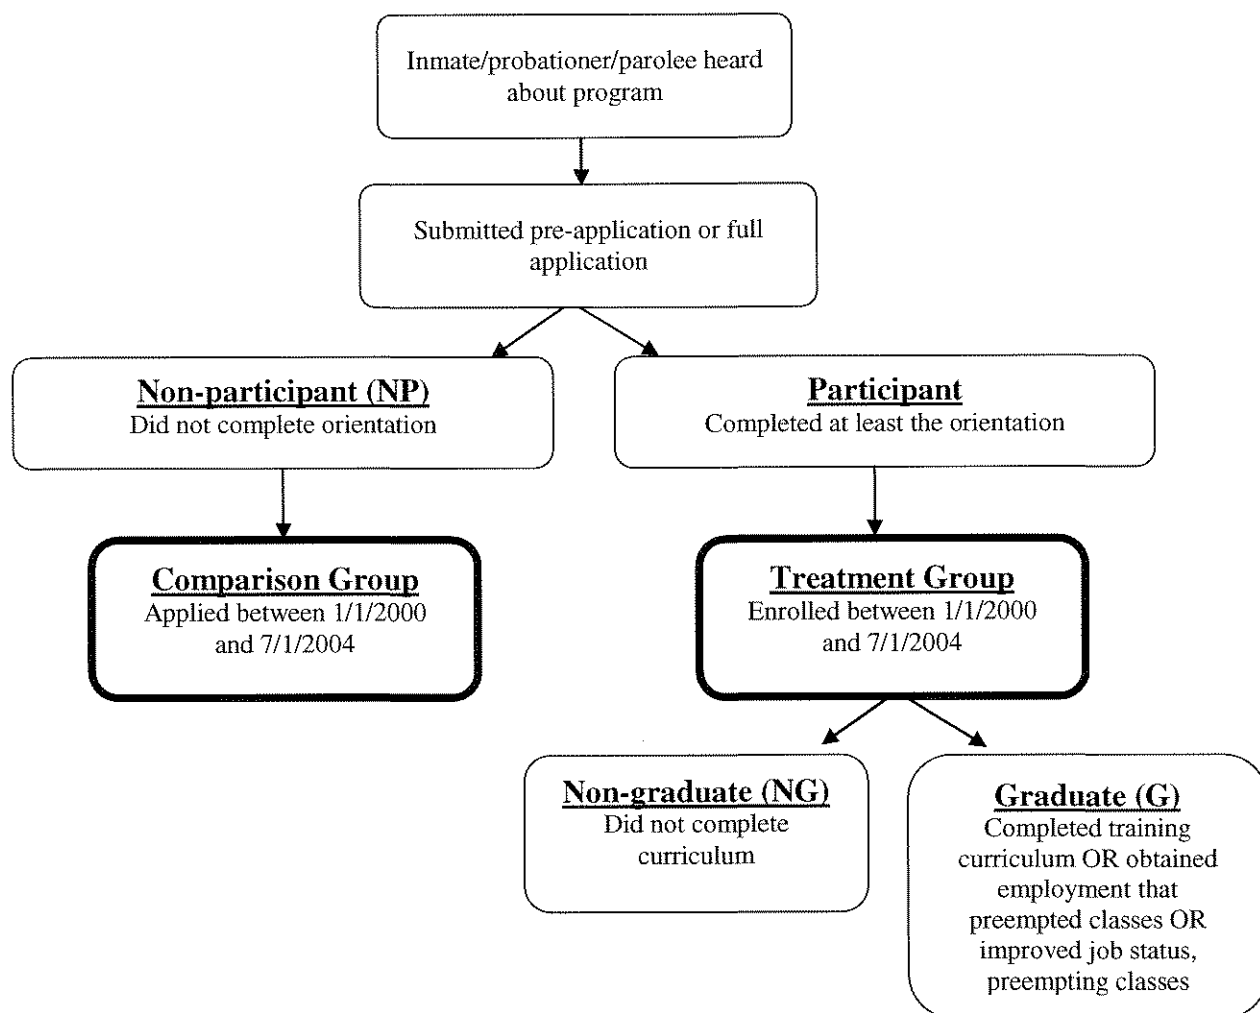 Inmate/probationer/parolee heard
about program
Submitted pre-application or full
application
Non-participant (NP)
Did not complete orientation
Participant
Completed at least the orientation
Comparison Group
Applied between 1/1/2000
and 7/1/2004
Treatment Group
Enrolled between 1/1/2000
and 7/1/2004
Non-graduate (NG)
Did not complete
curriculum
Graduate (G)
Completed training
curriculum OR obtained
employment that
preempted classes OR
improved job status,
preempting classes